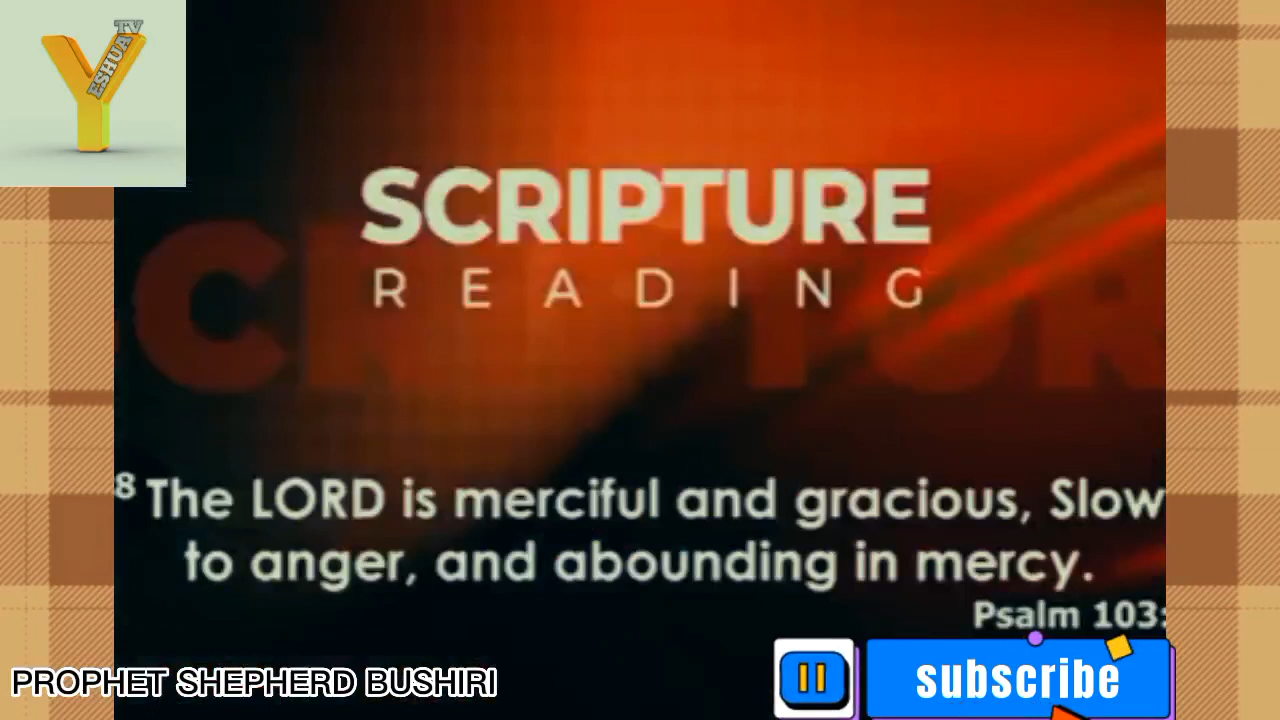 TV
ESHUA
Y
SCRIPTURE
READING
8 The LORD is merciful and gracious, Slow
to anger, and abounding in mercy.
Psalm 103:
PROPHET SHEPHERD BUSHIRI
subscribe